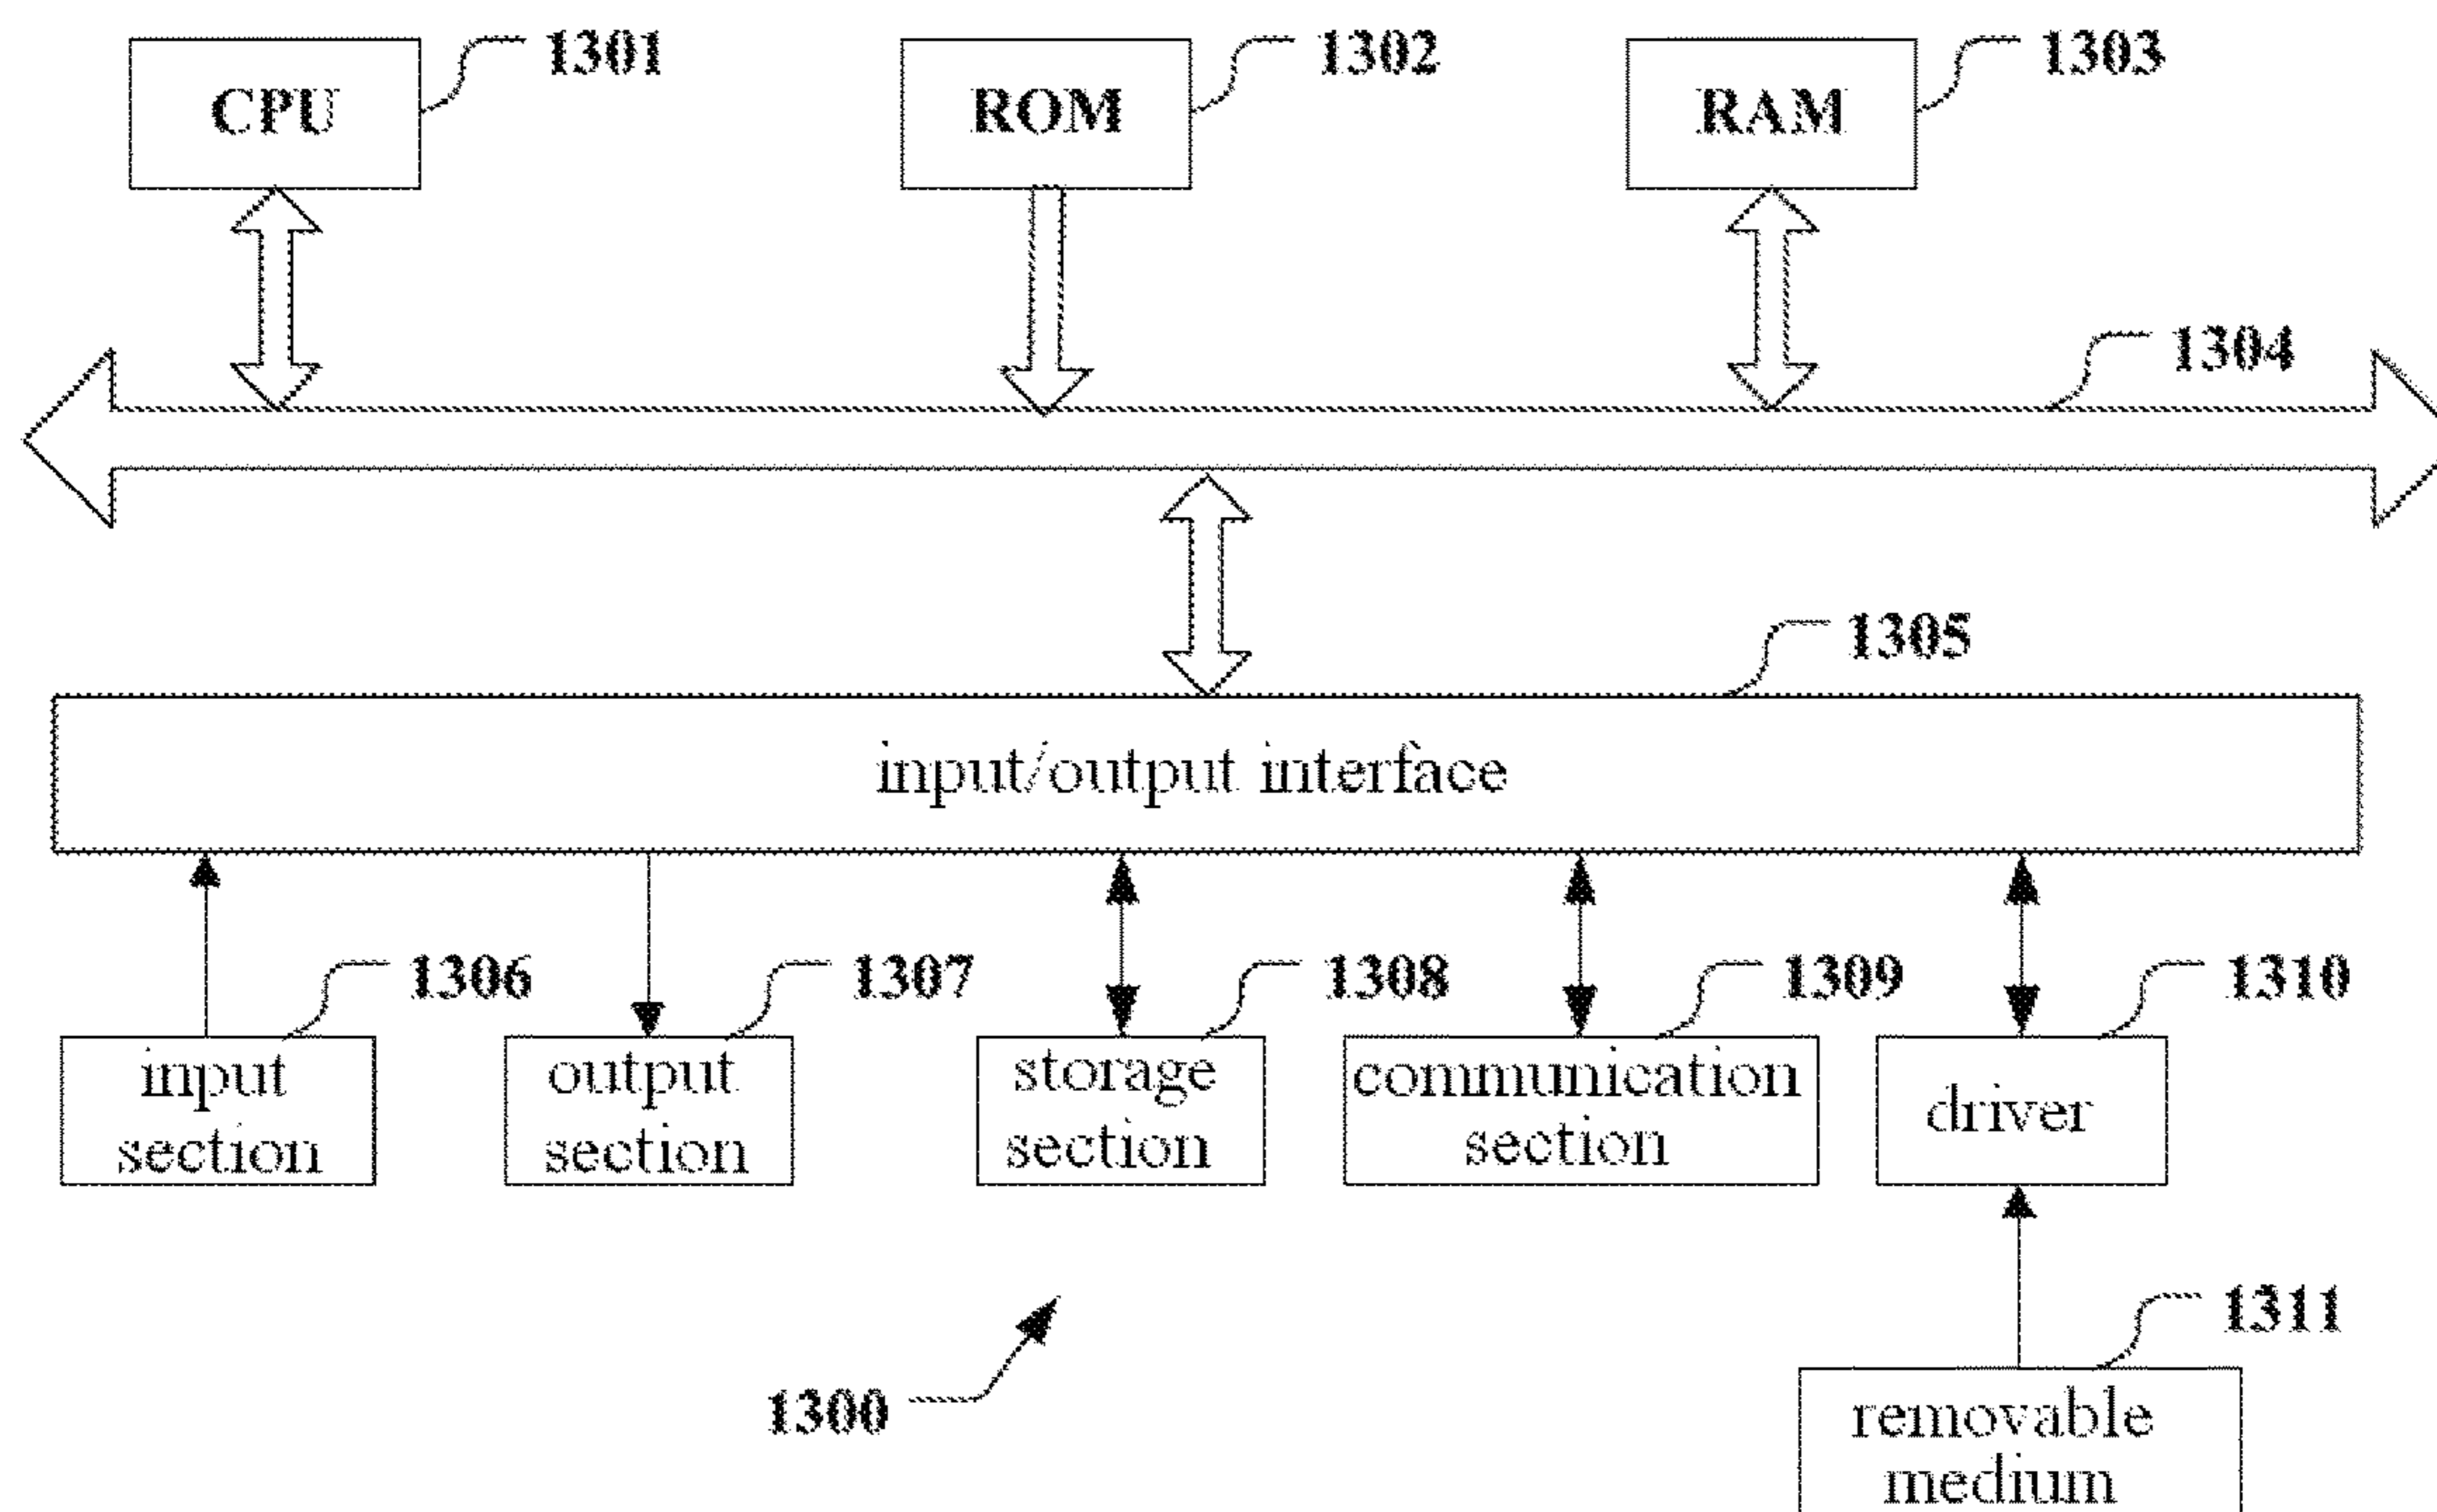 CPU
1301
ROM
1302
RAM
1303
1304
1305
input/output interface
1306
1307
1308
1309
1310
input
section
output
section
storage
section
communication
section
driver
1311
1300
removable
medium